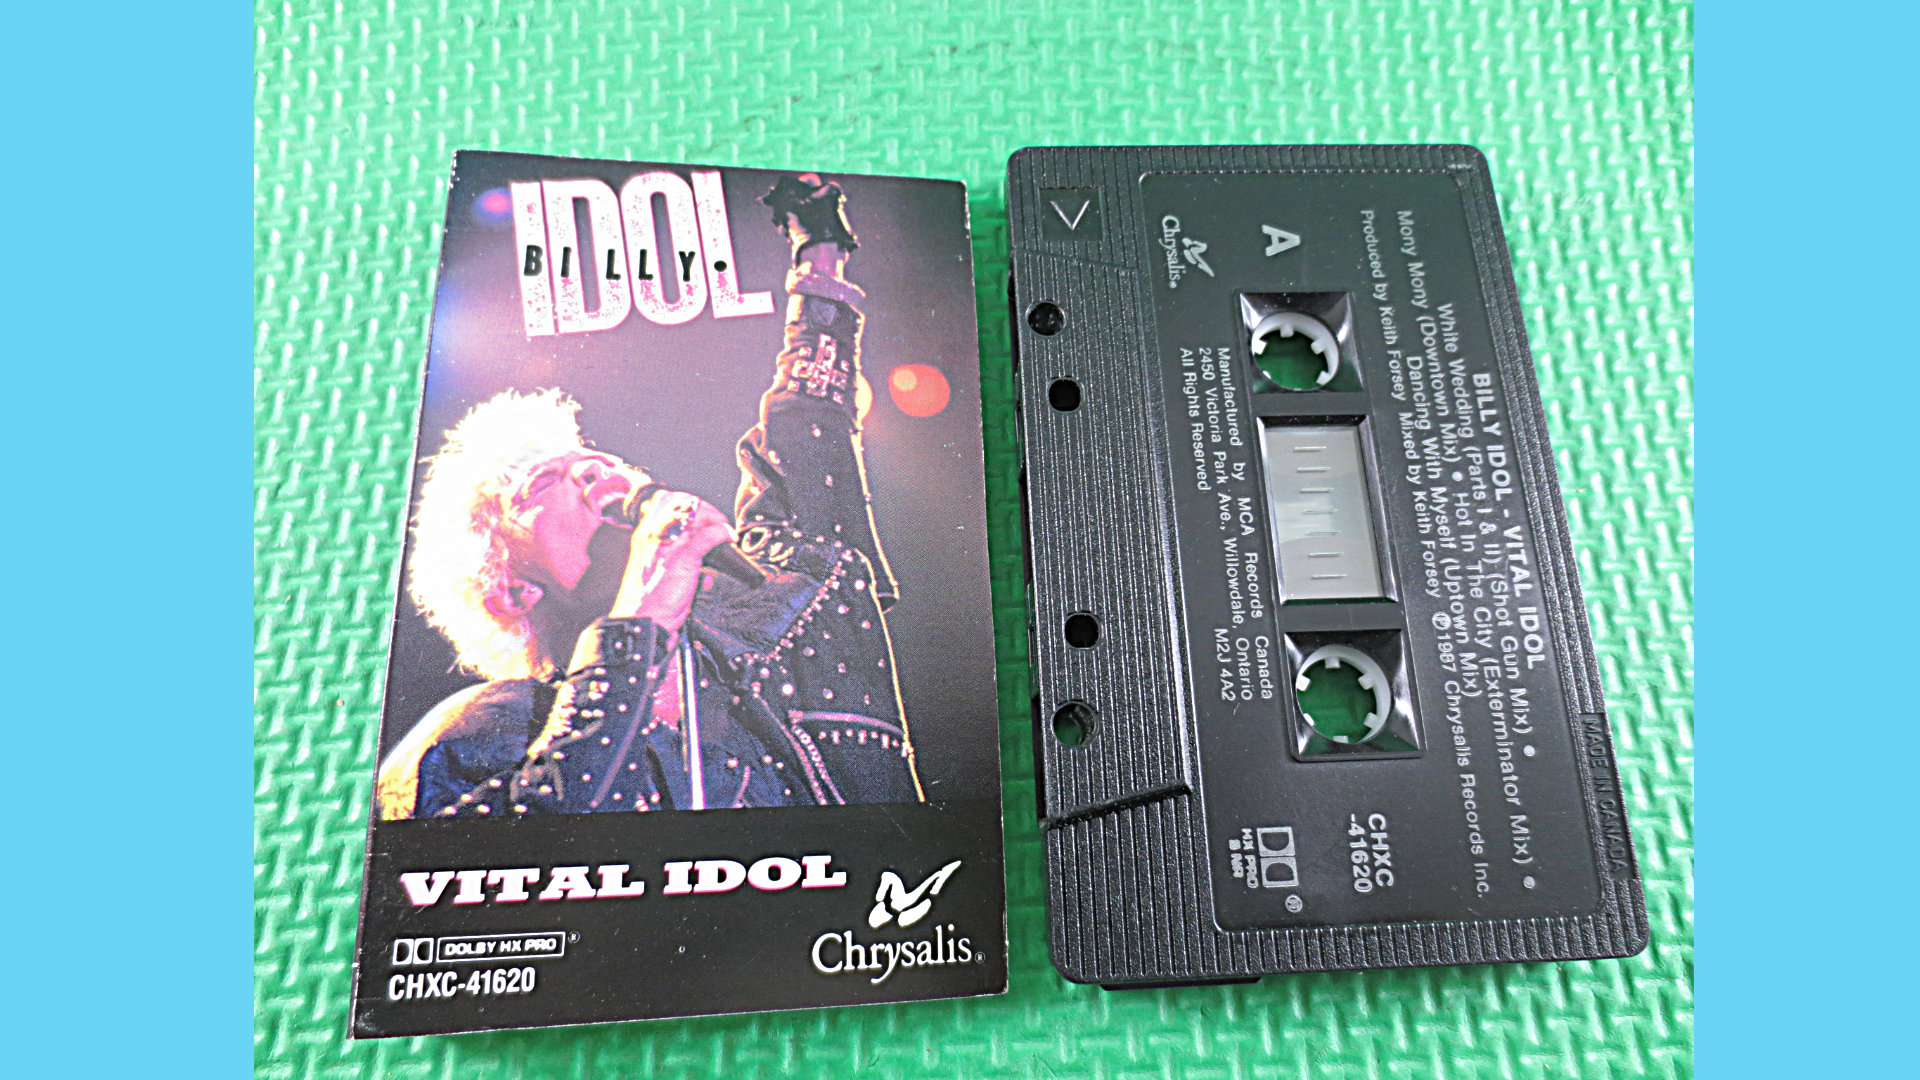 IDOL
BILLY
VITAL IDOL
DOLBY HX PRO ®
CHXC-41620
Chrysalis®
A
Chrysalis®
BILLY IDOL - VITAL IDOL
White Wedding (Parts I & II) (Shot Gun Mix) •
Mony Mony (Downtown Mix) • Hot In The City (Exterminator Mix) •
Dancing With Myself (Uptown Mix)
Produced by Keith Forsey Mixed by Keith Forsey ℗1987 Chrysalis Records Inc.
Manufactured by MCA Records Canada
2450 Victoria Park Ave., Willowdale, Ontario
All Rights Reserved M2J 4A2
CHXC
-41620
HX PRO
B NR
MADE IN CANADA